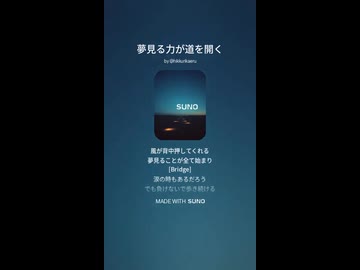 夢見る力が道を開く
SUNO
風が背中押してくれる
夢見ることが全て始まり
[Bridge]
涙の時もあるだろう
でも負けないで歩き続ける
MADE WITH SUNO